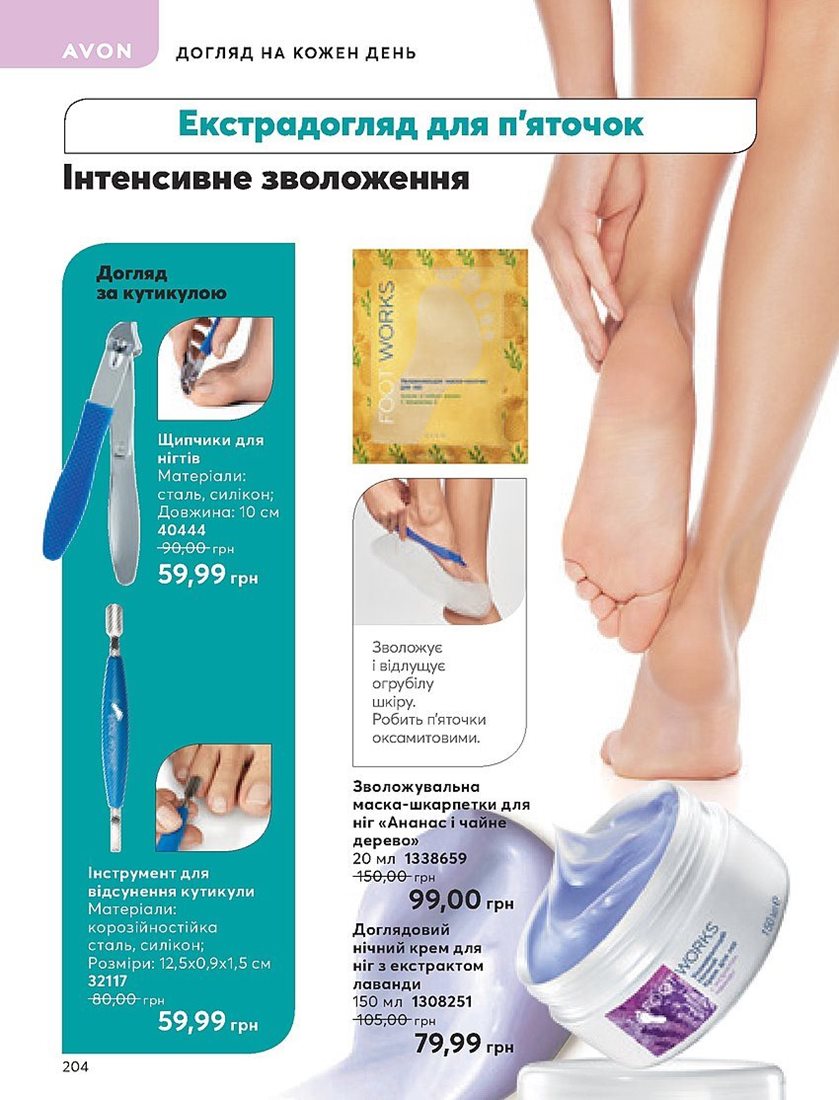 AVON
ДОГЛЯД НА КОЖЕН ДЕНЬ
Екстрадогляд для п'яточок
Інтенсивне зволоження
Догляд
за кутикулою
Щипчики для
нігтів
Матеріали:
сталь, силікон;
Довжина: 10 см
40444
90,00 грн
59,99 грн
Інструмент для
відсунення кутикули
Матеріали:
корозійностійка
сталь, силікон;
Розміри: 12,5х0,9х1,5 см
32117
80,00 грн
59,99 грн
FOOT WORKS
Зволожує
і відлущує
огрубілу
шкіру.
Робить п'яточки
оксамитовими.
Зволожувальна
маска-шкарпетки для
ніг «Ананас і чайне
дерево»
20 мл 1338659
150,00 грн
99,00 грн
Доглядовий
нічний крем для
ніг з екстрактом
лаванди
150 мл 1308251
105,00 грн
79,99 грн
FOOT WORKS
150 мл ℮
204